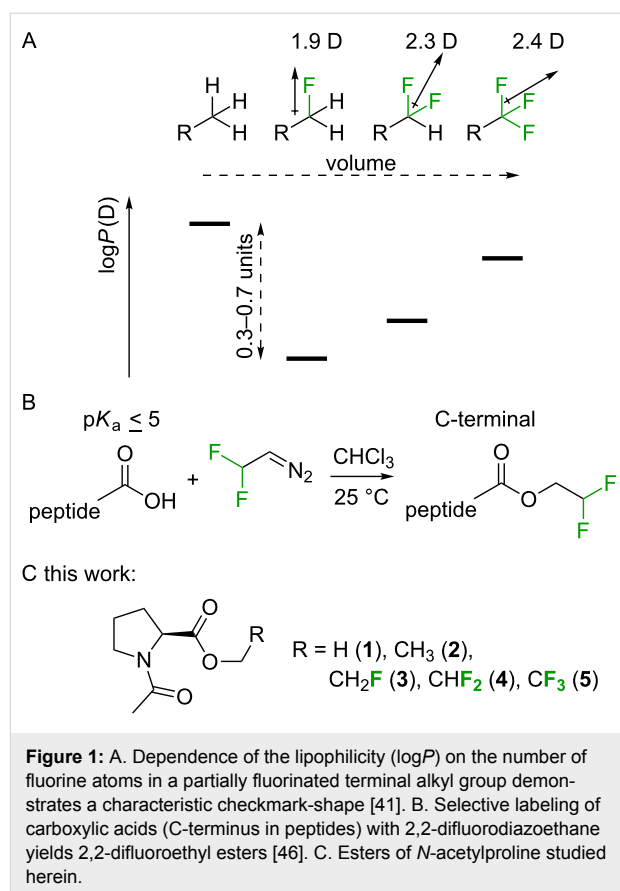 A
1.9 D 2.3 D 2.4 D
H F F F
H H F F
R H R H R H R F
volume
logP(D)
0.3–0.7 units
B
pKa ≤ 5 C-terminal
O F CHCl3 O
OH + N2 O F
peptide F 25 °C peptide F
C this work:
O R
O R = H (1), CH3 (2),
N CH2F (3), CHF2 (4), CF3 (5)
O
Figure 1: A. Dependence of the lipophilicity (logP) on the number of
fluorine atoms in a partially fluorinated terminal alkyl group demon-
strates a characteristic checkmark-shape [41]. B. Selective labeling of
carboxylic acids (C-terminus in peptides) with 2,2-difluorodiazoethane
yields 2,2-difluoroethyl esters [46]. C. Esters of N-acetylproline studied
herein.